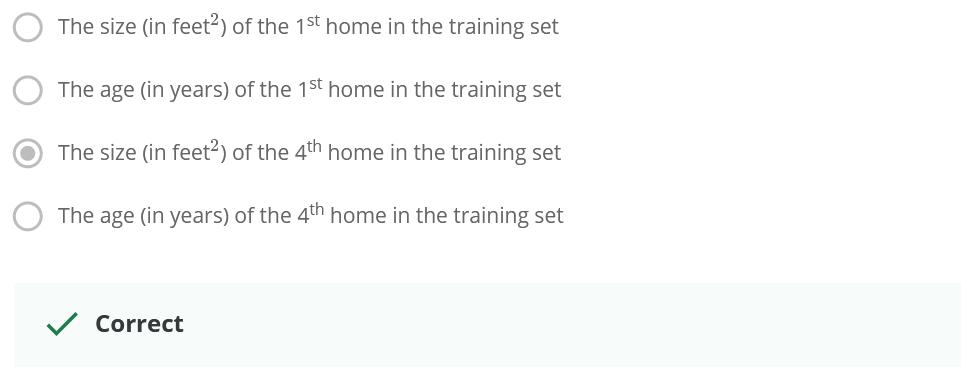 The size (in feet²) of the 1st home in the training set
The age (in years) of the 1st home in the training set
The size (in feet²) of the 4th home in the training set
The age (in years) of the 4th home in the training set
Correct